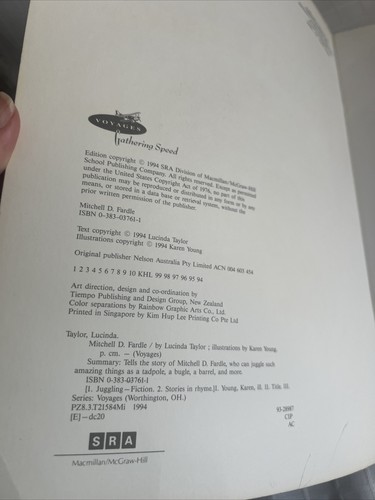 VOYAGES
Gathering Speed
Edition copyright © 1994 SRA Division of Macmillan/McGraw-Hill
School Publishing Company. All rights reserved. Except as permitted
under the United States Copyright Act of 1976, no part of this
publication may be reproduced or distributed in any form or by any
means, or stored in a data base or retrieval system, without the
prior written permission of the publisher.
Mitchell D. Fardle
ISBN 0-383-03761-1
Text copyright © 1994 Lucinda Taylor
Illustrations copyright © 1994 Karen Young
Original publisher Nelson Australia Pty Limited ACN 004 603 454
1 2 3 4 5 6 7 8 9 10 KHL 99 98 97 96 95 94
Art direction, design and co-ordination by
Tiempo Publishing and Design Group, New Zealand
Color separations by Rainbow Graphic Arts Co., Ltd.
Printed in Singapore by Kim Hup Lee Printing Co Pte Ltd
Taylor, Lucinda.
Mitchell D. Fardle / by Lucinda Taylor ; illustrations by Karen Young.
p. cm. – (Voyages)
Summary: Tells the story of Mitchell D. Fardle, who can juggle such
amazing things as a tadpole, a bugle, a barrel, and more.
ISBN 0-383-03761-1
[1. Juggling – Fiction. 2. Stories in rhyme.]I. Young, Karen, ill. II. Title. III.
Series: Voyages (Worthington, OH.)
PZ8.3.T21584Mi 1994
[E] – dc20
CIP
AC
SRA
Macmillan/McGraw-Hill